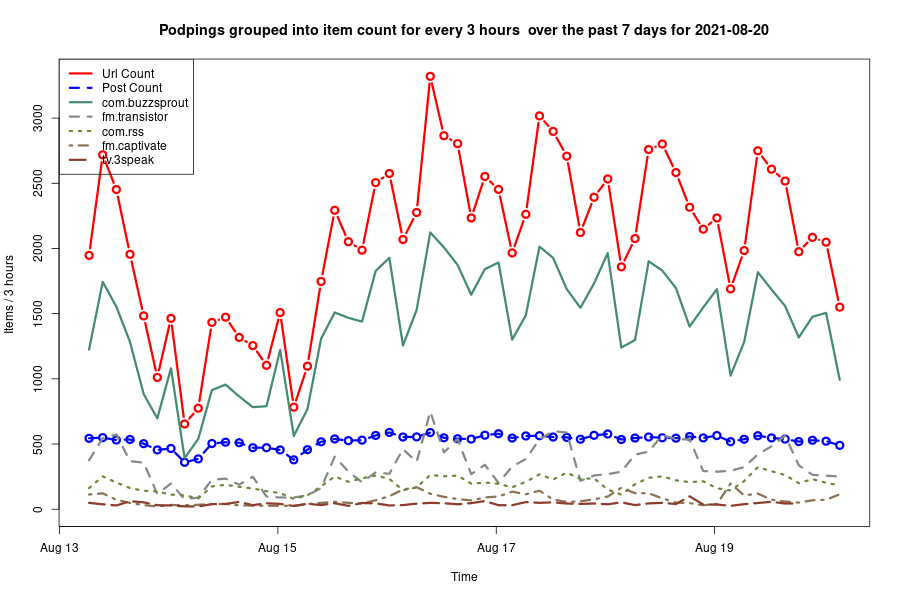 Podpings grouped into item count for every 3 hours  over the past 7 days for 2021-08-20
Url Count
Post Count
com.buzzsprout
fm.transistor
com.rss
fm.captivate
tv.3speak
Items / 3 hours
3000
2500
2000
1500
1000
500
0
Aug 13
Aug 15
Aug 17
Aug 19
Time